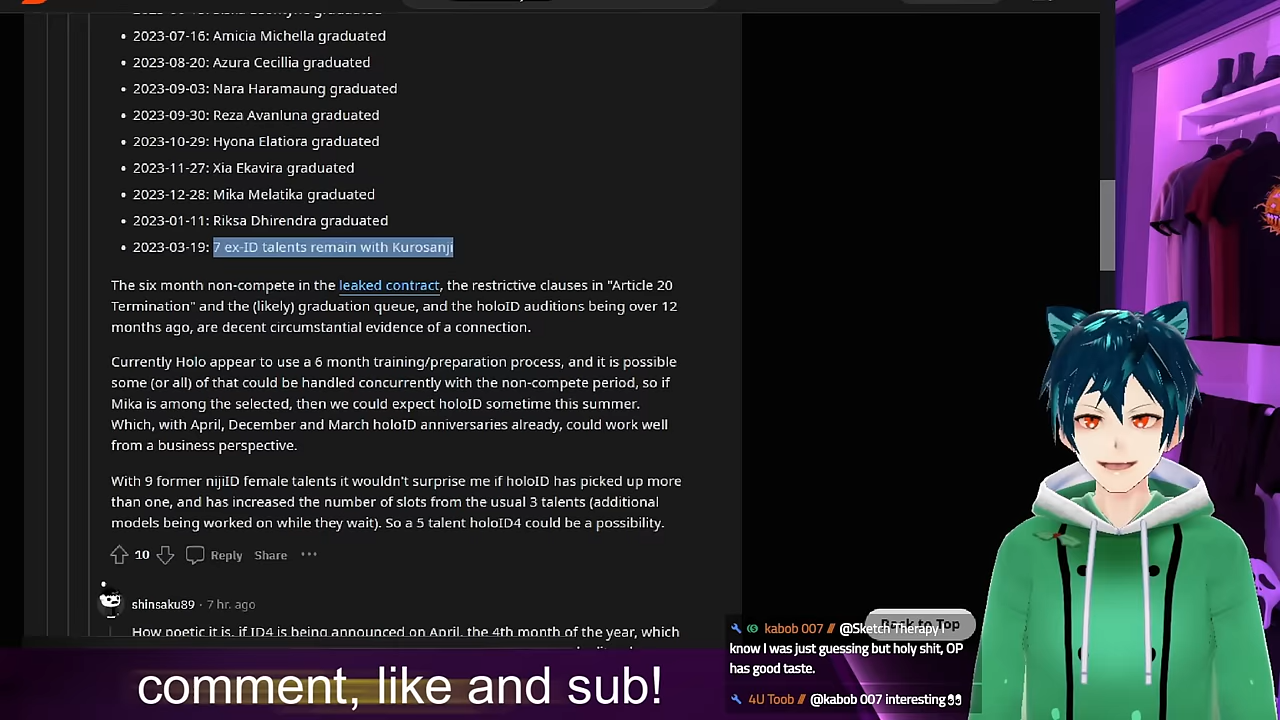 2023-07-16: Amicia Michella graduated
2023-08-20: Azura Cecillia graduated
2023-09-03: Nara Haramaung graduated
2023-09-30: Reza Avanluna graduated
2023-10-29: Hyona Elatiora graduated
2023-11-27: Xia Ekavira graduated
2023-12-28: Mika Melatika graduated
2023-01-11: Riksa Dhirendra graduated
2023-03-19: 7 ex-ID talents remain with Kurosanji
The six month non-compete in the leaked contract, the restrictive clauses in "Article 20
Termination" and the (likely) graduation queue, and the holoID auditions being over 12
months ago, are decent circumstantial evidence of a connection.
Currently Holo appear to use a 6 month training/preparation process, and it is possible
some (or all) of that could be handled concurrently with the non-compete period, so if
Mika is among the selected, then we could expect holoID sometime this summer.
Which, with April, December and March holoID anniversaries already, could work well
from a business perspective.
With 9 former nijiID female talents it wouldn't surprise me if holoID has picked up more
than one, and has increased the number of slots from the usual 3 talents (additional
models being worked on while they wait). So a 5 talent holoID4 could be a possibility.
10 Reply Share
shinsaku89 · 7 hr. ago
How poetic it is, if ID4 is being announced on April, the 4th month of the year, which
Back to Top
kabob 007 // @Sketch Therapy I
know I was just guessing but holy shit, OP
has good taste.
4U Toob // @kabob 007 interesting
comment, like and sub!